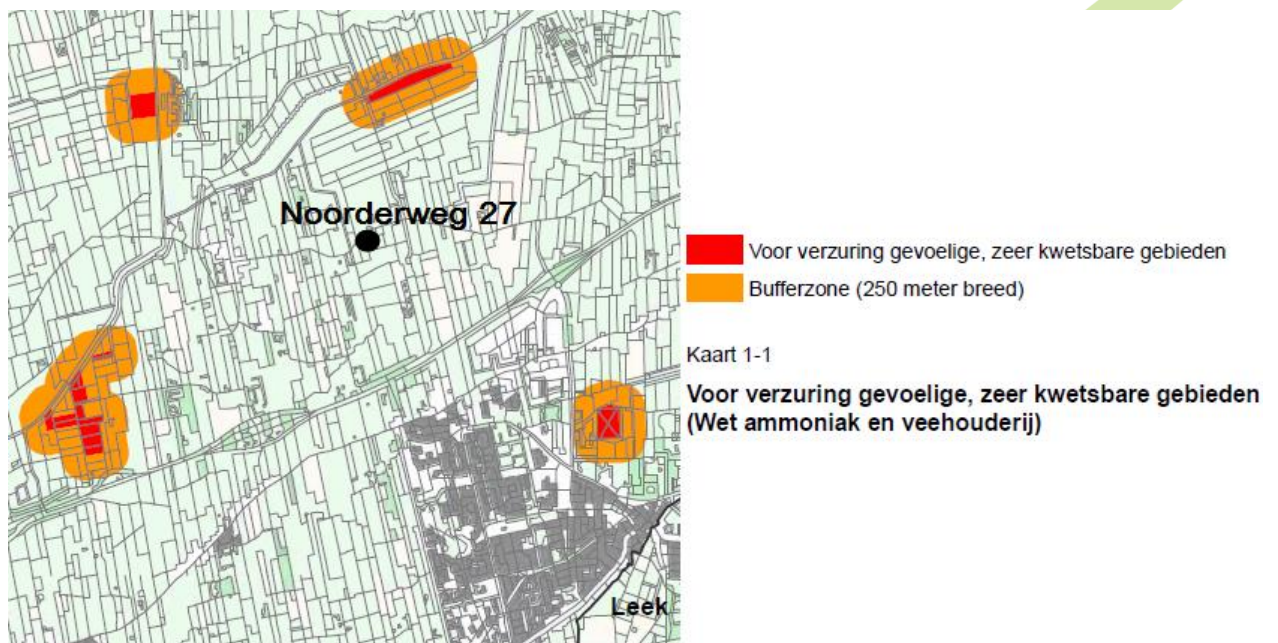 Noorderweg 27
Leek
Voor verzuring gevoelige, zeer kwetsbare gebieden
Bufferzone (250 meter breed)
Kaart 1-1
Voor verzuring gevoelige, zeer kwetsbare gebieden
(Wet ammoniak en veehouderij)